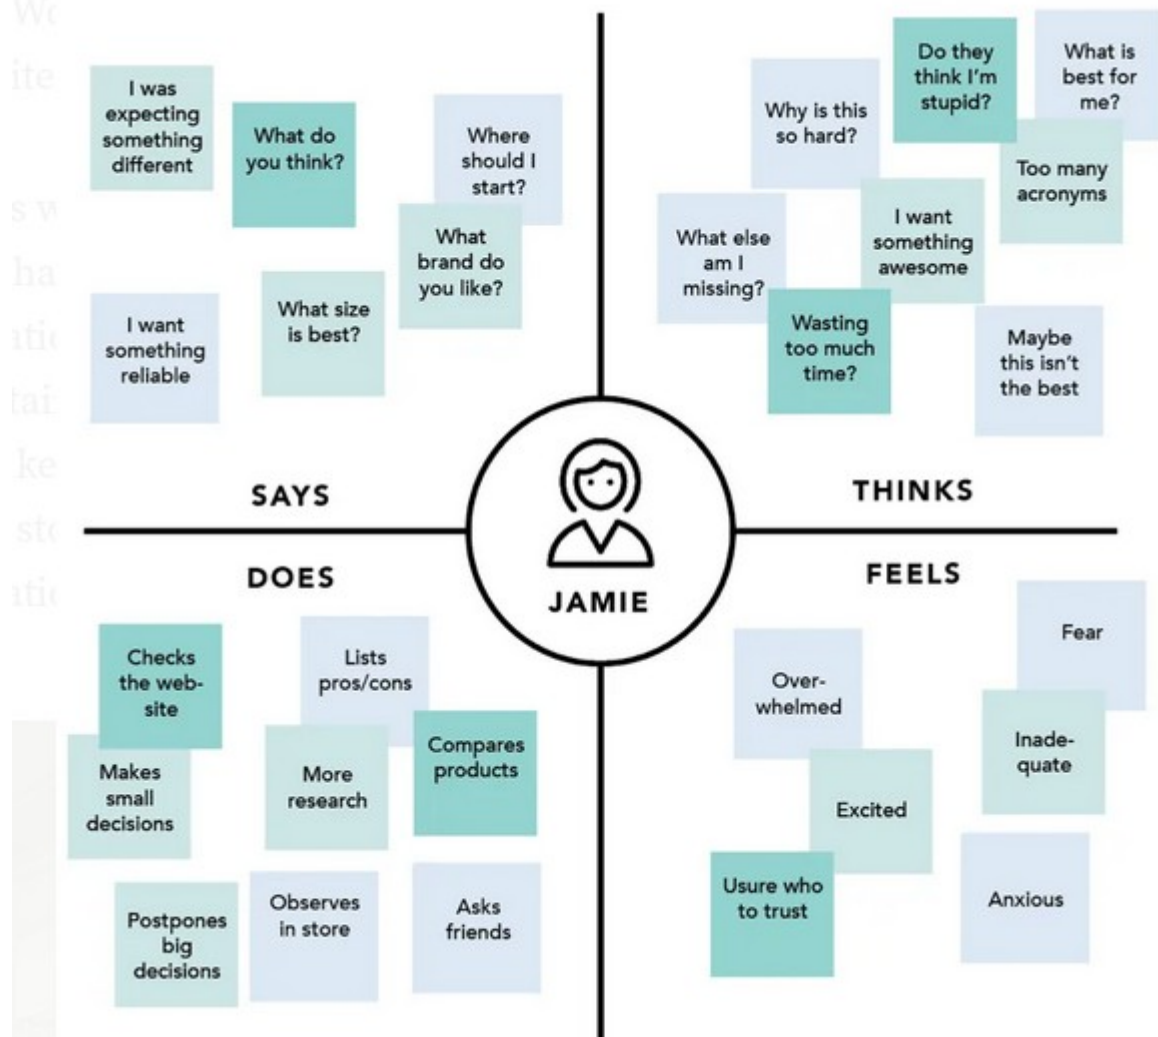 I was
expecting
something
different
What do
you think?
Where
should I
start?
What
brand do
you like?
I want
something
reliable
What size
is best?
SAYS
Why is this
so hard?
Do they
think I'm
stupid?
What is
best for
me?
Too many
acronyms
What else
am I
missing?
I want
something
awesome
Wasting
too much
time?
Maybe
this isn't
the best
THINKS
JAMIE
DOES
Checks
the web-
site
Lists
pros/cons
Makes
small
decisions
More
research
Compares
products
Postpones
big
decisions
Observes
in store
Asks
friends
FEELS
Over-
whelmed
Fear
Inade-
quate
Excited
Usure who
to trust
Anxious